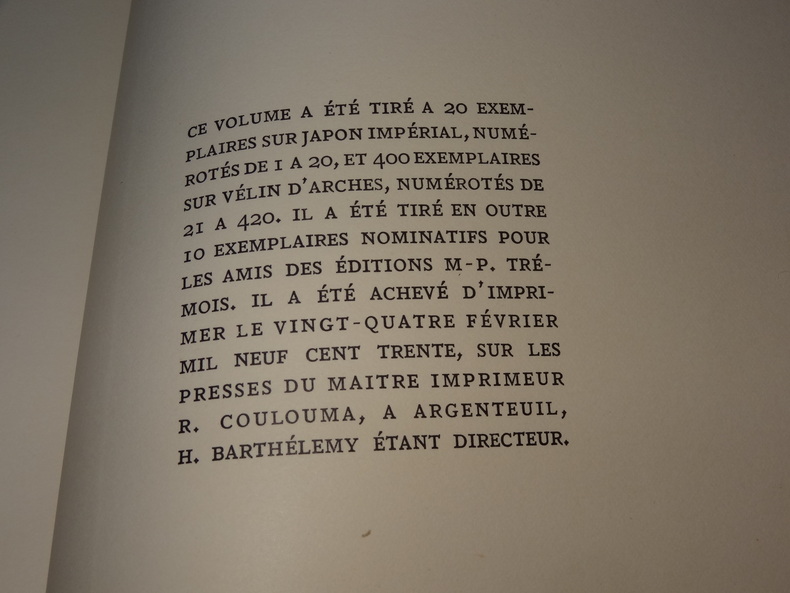 CE VOLUME A ÉTÉ TIRÉ A 20 EXEM-
PLAIRES SUR JAPON IMPÉRIAL, NUMÉ-
ROTÉS DE 1 A 20, ET 400 EXEMPLAIRES
SUR VÉLIN D'ARCHES, NUMÉROTÉS DE
21 A 420. IL A ÉTÉ TIRÉ EN OUTRE
10 EXEMPLAIRES NOMINATIFS POUR
LES AMIS DES ÉDITIONS M-P. TRÉ-
MOIS. IL A ÉTÉ ACHEVÉ D'IMPRI-
MER LE VINGT-QUATRE FÉVRIER
MIL NEUF CENT TRENTE, SUR LES
PRESSES DU MAITRE IMPRIMEUR
R. COULOUMA, A ARGENTEUIL,
H. BARTHÉLEMY ÉTANT DIRECTEUR.